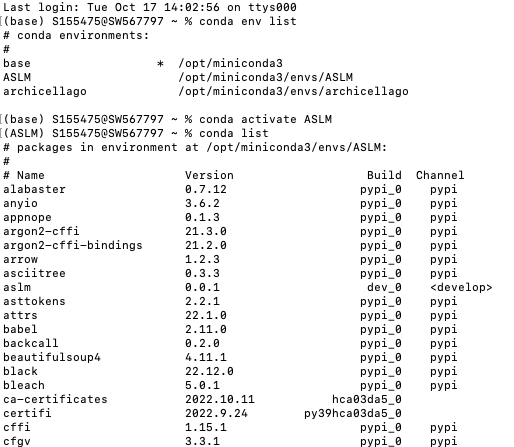 Last login: Tue Oct 17 14:02:56 on ttys000
[(base) S155475@SW567797 ~ % conda env list
# conda environments:
#
base                  *  /opt/miniconda3
ASLM                     /opt/miniconda3/envs/ASLM
archicellago             /opt/miniconda3/envs/archicellago

[(base) S155475@SW567797 ~ % conda activate ASLM
[(ASLM) S155475@SW567797 ~ % conda list
# packages in environment at /opt/miniconda3/envs/ASLM:
#
# Name                    Version                   Build  Channel
alabaster                 0.7.12                   pypi_0    pypi
anyio                     3.6.2                    pypi_0    pypi
appnope                   0.1.3                    pypi_0    pypi
argon2-cffi               21.3.0                   pypi_0    pypi
argon2-cffi-bindings      21.2.0                   pypi_0    pypi
arrow                     1.2.3                    pypi_0    pypi
asciitree                 0.3.3                    pypi_0    pypi
aslm                      0.0.1                     dev_0    <develop>
asttokens                 2.2.1                    pypi_0    pypi
attrs                     22.1.0                   pypi_0    pypi
babel                     2.11.0                   pypi_0    pypi
backcall                  0.2.0                    pypi_0    pypi
beautifulsoup4            4.11.1                   pypi_0    pypi
black                     22.12.0                  pypi_0    pypi
bleach                    5.0.1                    pypi_0    pypi
ca-certificates           2022.10.11           hca03da5_0
certifi                   2022.9.24        py39hca03da5_0
cffi                      1.15.1                   pypi_0    pypi
cfgv                      3.3.1                    pypi_0    pypi